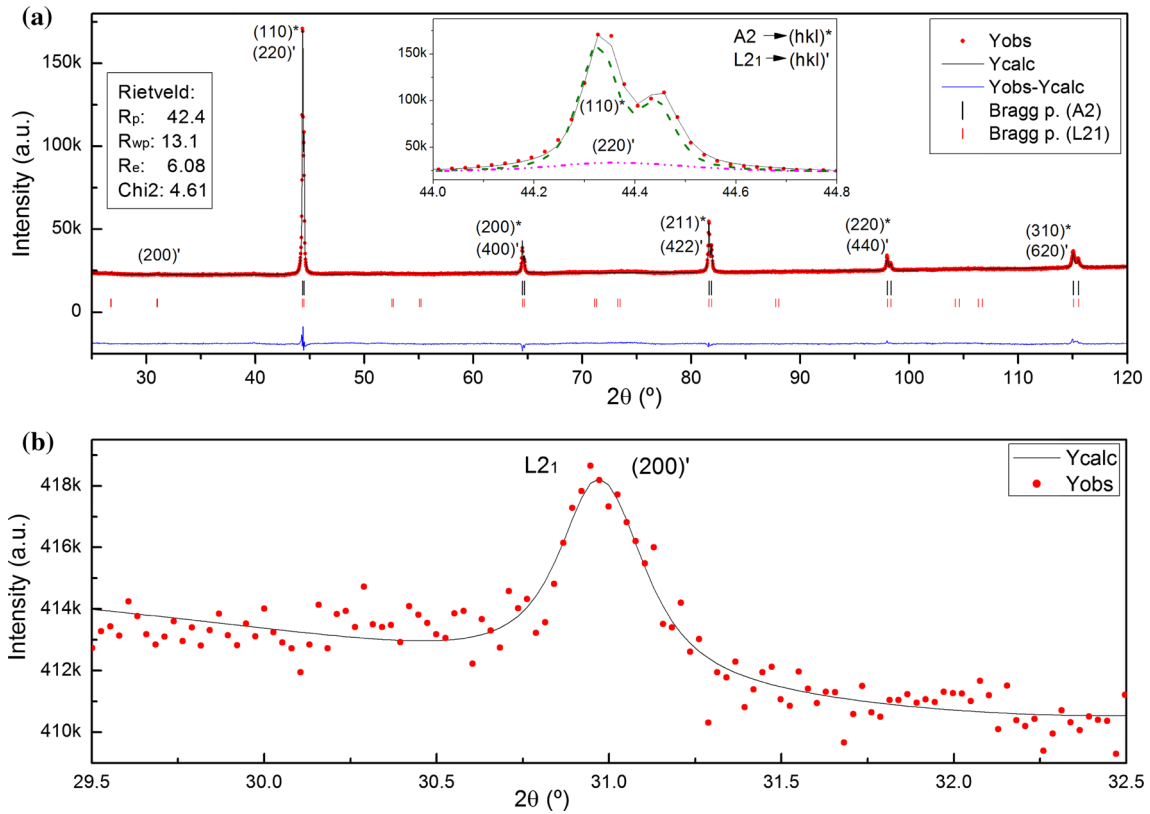 (a)
(110)*
(220)'
Rietveld:
Rp: 42.4
Rwp: 13.1
Re: 6.08
Chi2: 4.61
A2 → (hkl)*
L21 → (hkl)'
150k
100k
50k
(110)*
(220)'
44.0 44.2 44.4 44.6 44.8
Yobs
Ycalc
Yobs-Ycalc
Bragg p. (A2)
Bragg p. (L21)
Intensity (a.u.)
150k
100k
50k
0
(200)'
(200)*
(400)'
(211)*
(422)'
(220)*
(440)'
(310)*
(620)'
30 40 50 60 70 80 90 100 110 120
2θ (º)
(b)
L21 (200)'
Ycalc
Yobs
Intensity (a.u.)
418k
416k
414k
412k
410k
29.5 30.0 30.5 31.0 31.5 32.0 32.5
2θ (º)